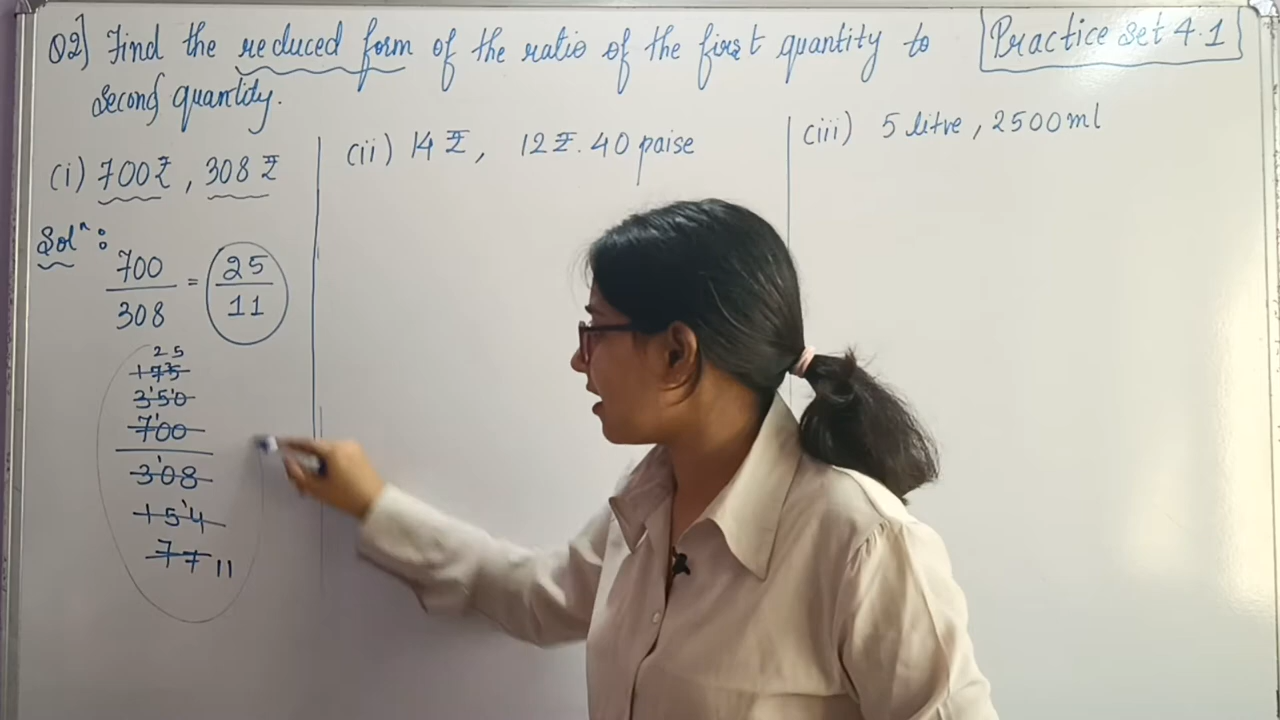 Q2] Find the reduced form of the ratio of the first quantity to
second quantity.
Practice Set 4.1
(i) 700₹, 308 ₹
Solⁿ:
700
308
=
25
11
25
175
350
700
308
154
77 11
(ii) 14 ₹, 12 ₹. 40 paise
(iii) 5 litre, 2500ml